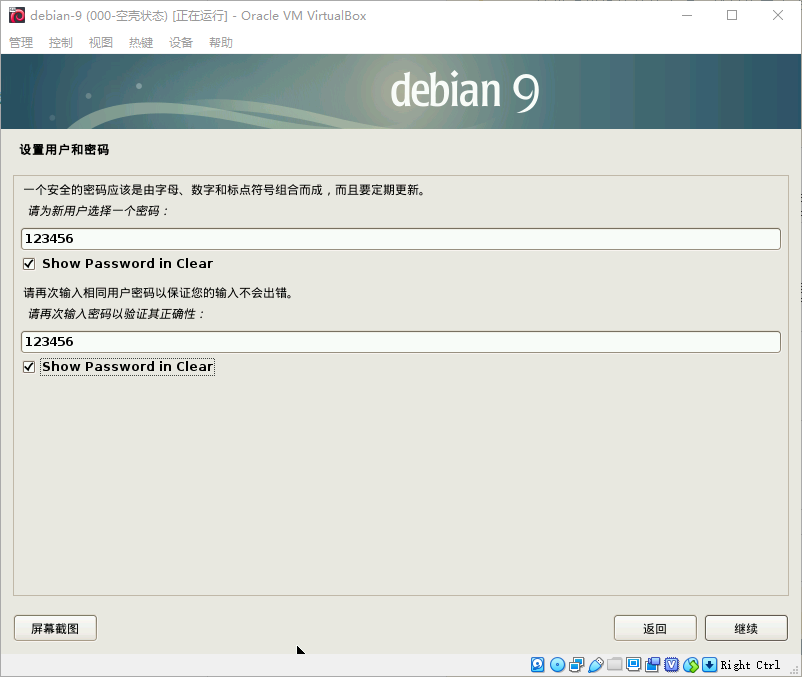 debian-9 (000-空壳状态) [正在运行] - Oracle VM VirtualBox
管理 控制 视图 热键 设备 帮助
debian 9
设置用户和密码
一个安全的密码应该是由字母、数字和标点符号组合而成，而且要定期更新。
请为新用户选择一个密码：
123456
Show Password in Clear
请再次输入相同用户密码以保证您的输入不会出错。
请再次输入密码以验证其正确性：
123456
Show Password in Clear
屏幕截图 返回 继续
Right Ctrl